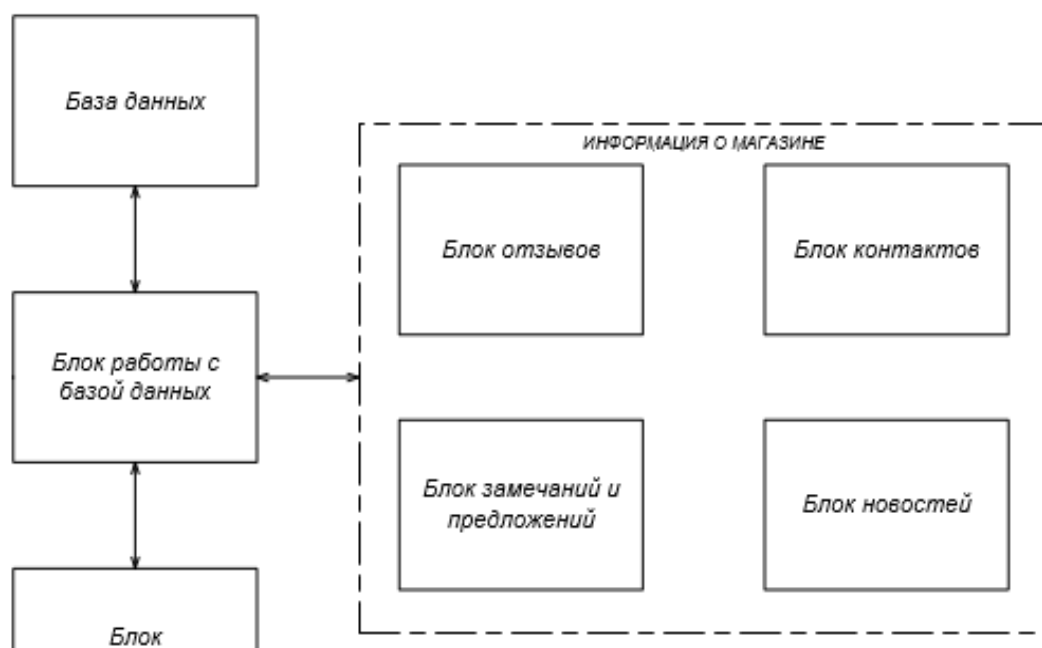 База данных
ИНФОРМАЦИЯ О МАГАЗИНЕ
Блок отзывов
Блок контактов
Блок работы с
базой данных
Блок замечаний и
предложений
Блок новостей
Блок